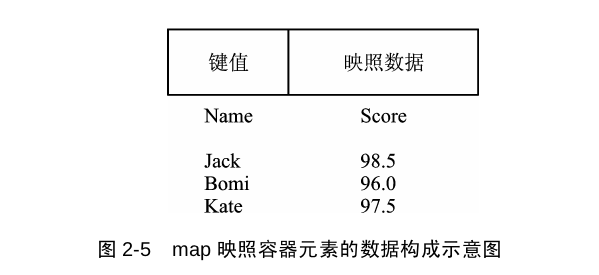 键值 映照数据
Name Score
Jack 98.5
Bomi 96.0
Kate 97.5
图 2-5 map 映照容器元素的数据构成示意图